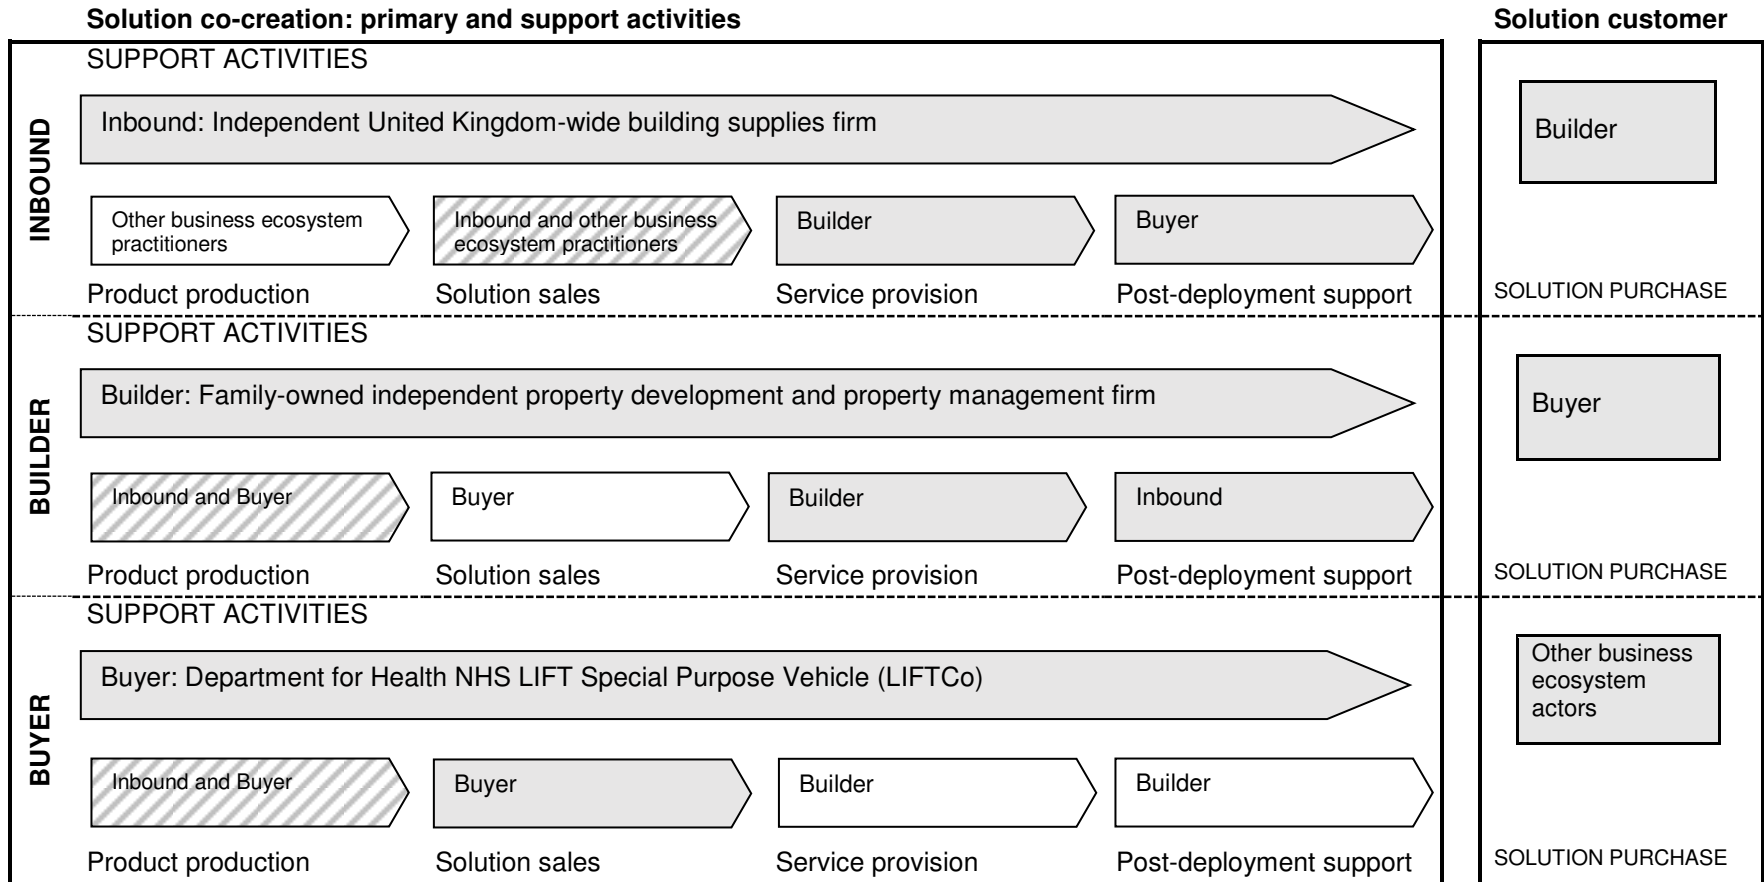 Solution co-creation: primary and support activities
Solution customer
INBOUND
SUPPORT ACTIVITIES
Inbound: Independent United Kingdom-wide building supplies firm
Builder
Other business ecosystem
practitioners
Inbound and other business
ecosystem practitioners
Builder
Buyer
Product production
Solution sales
Service provision
Post-deployment support
SOLUTION PURCHASE
BUILDER
SUPPORT ACTIVITIES
Builder: Family-owned independent property development and property management firm
Buyer
Inbound and Buyer
Buyer
Builder
Inbound
Product production
Solution sales
Service provision
Post-deployment support
SOLUTION PURCHASE
BUYER
SUPPORT ACTIVITIES
Buyer: Department for Health NHS LIFT Special Purpose Vehicle (LIFTCo)
Other business
ecosystem
actors
Inbound and Buyer
Buyer
Builder
Builder
Product production
Solution sales
Service provision
Post-deployment support
SOLUTION PURCHASE